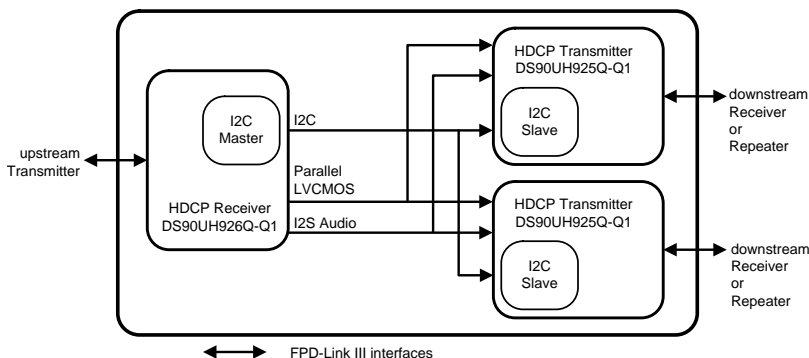 upstream
Transmitter
I2C
Master
HDCP Receiver
DS90UH926Q-Q1
I2C
Parallel
LVCMOS
I2S Audio
HDCP Transmitter
DS90UH925Q-Q1
I2C
Slave
downstream
Receiver
or
Repeater
HDCP Transmitter
DS90UH925Q-Q1
I2C
Slave
downstream
Receiver
or
Repeater
FPD-Link III interfaces